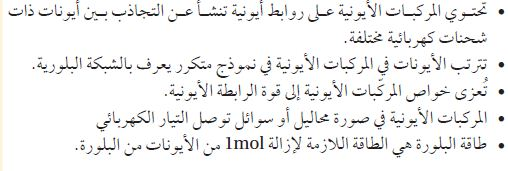 • تحتوي المركبات الأيونية على روابط أيونية تنشأ عن التجاذب بين أيونات ذات
شحنات كهربائية مختلفة.
• تترتب الأيونات في المركبات الأيونية في نموذج متكرر يعرف بالشبكة البلورية.
• تُعزى خواص المركّبات الأيونية إلى قوة الرابطة الأيونية.
• المركبات الأيونية في صورة محاليل أو سوائل توصل التيار الكهربائي
• طاقة البلورة هي الطاقة اللازمة لإزالة 1mol من الأيونات من البلورة.